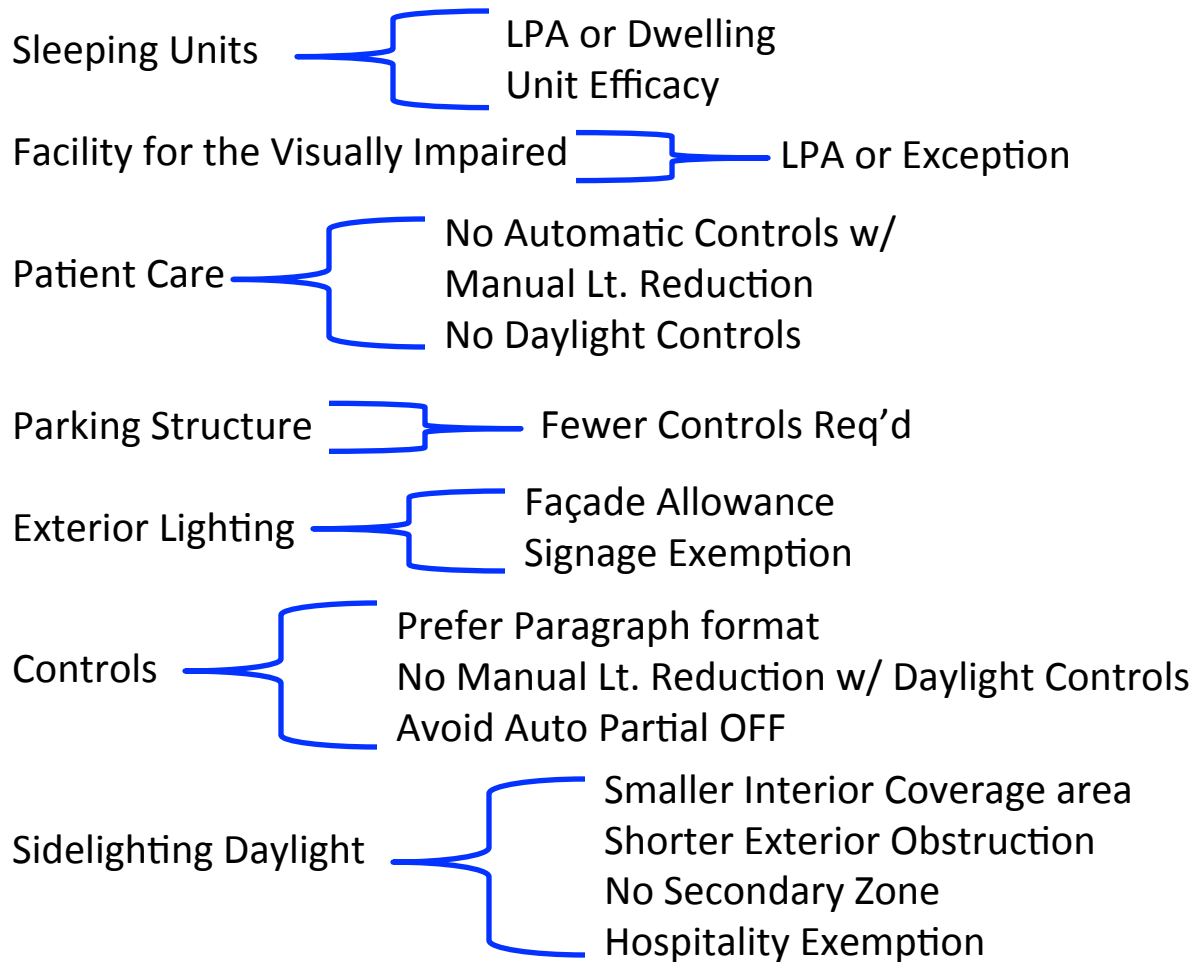 Sleeping Units
LPA or Dwelling
Unit Efficacy
Facility for the Visually Impaired
LPA or Exception
Patient Care
No Automatic Controls w/
Manual Lt. Reduction
No Daylight Controls
Parking Structure
Fewer Controls Req’d
Exterior Lighting
Façade Allowance
Signage Exemption
Controls
Prefer Paragraph format
No Manual Lt. Reduction w/ Daylight Controls
Avoid Auto Partial OFF
Sidelighting Daylight
Smaller Interior Coverage area
Shorter Exterior Obstruction
No Secondary Zone
Hospitality Exemption